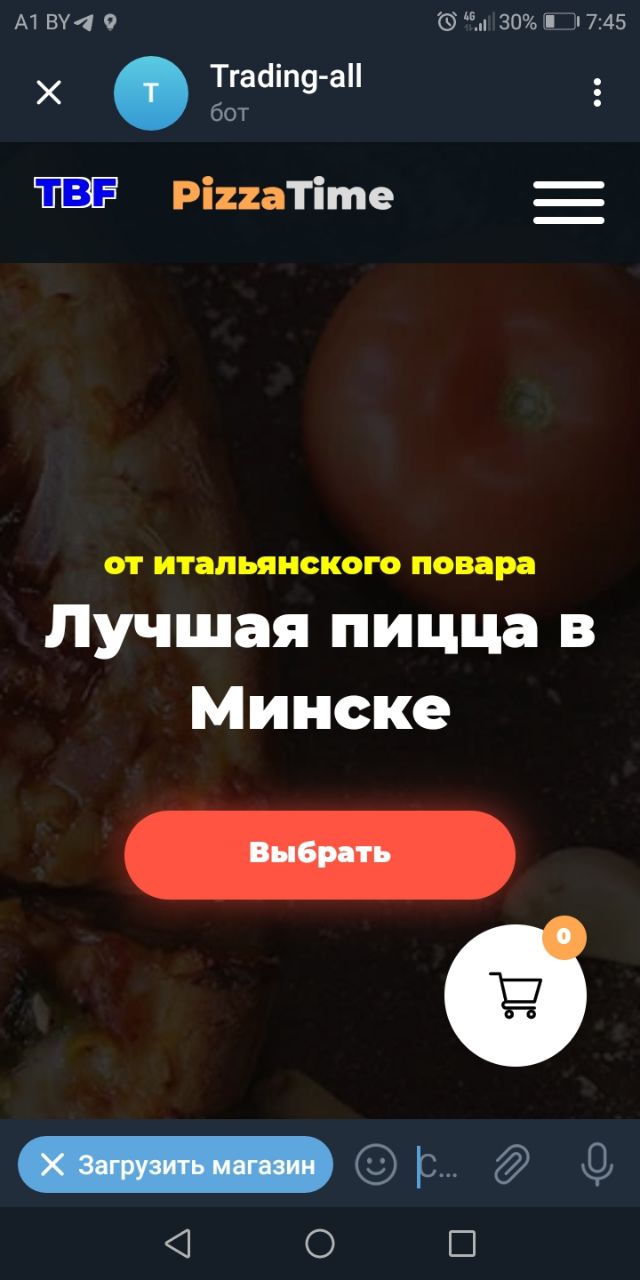 A1 BY 4G 30% 7:45
T Trading-all
бот
TBF PizzaTime
от итальянского повара
Лучшая пицца в
Минске
Выбрать
0
Загрузить магазин С...